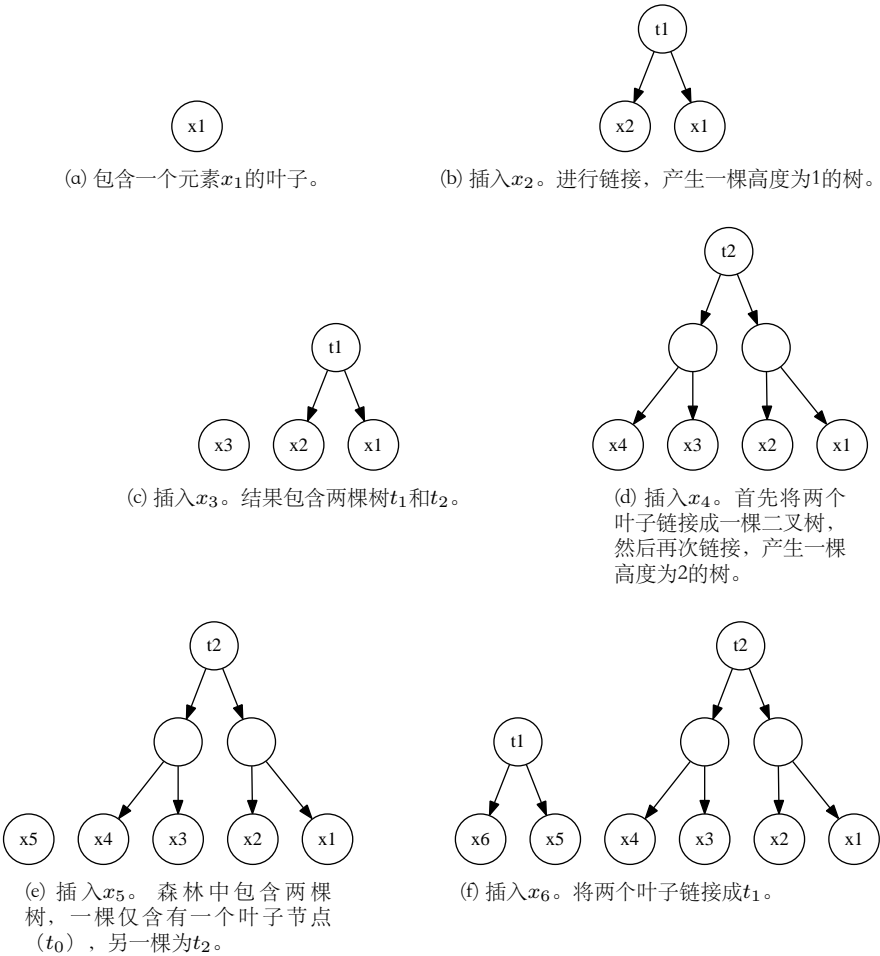 t1
x1
x2 x1
(a) 包含一个元素x₁的叶子。
(b) 插入x₂。进行链接，产生一棵高度为1的树。
t1
x3 x2 x1
(c) 插入x₃。结果包含两棵树t₁和t₂。
t2
x4 x3 x2 x1
(d) 插入x₄。首先将两个
叶子链接成一棵二叉树，
然后再次链接，产生一棵
高度为2的树。
t2
x5 x4 x3 x2 x1
(e) 插入x₅。 森林中包含两棵
树，一棵仅含有一个叶子节点
（t₀），另一棵为t₂。
t2
t1
x6 x5 x4 x3 x2 x1
(f) 插入x₆。将两个叶子链接成t₁。